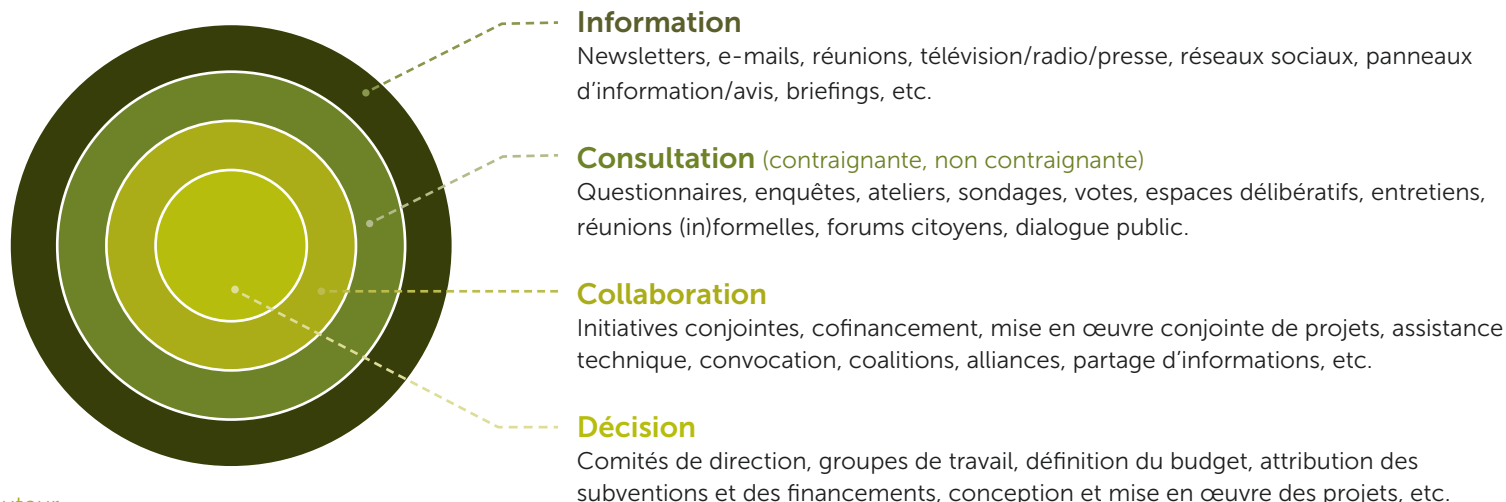 Information
Newsletters, e-mails, réunions, télévision/radio/presse, réseaux sociaux, panneaux
d’information/avis, briefings, etc.
Consultation (contraignante, non contraignante)
Questionnaires, enquêtes, ateliers, sondages, votes, espaces délibératifs, entretiens,
réunions (in)formelles, forums citoyens, dialogue public.
Collaboration
Initiatives conjointes, cofinancement, mise en œuvre conjointe de projets, assistance
technique, convocation, coalitions, alliances, partage d’informations, etc.
Décision
Comités de direction, groupes de travail, définition du budget, attribution des
subventions et des financements, conception et mise en œuvre des projets, etc.